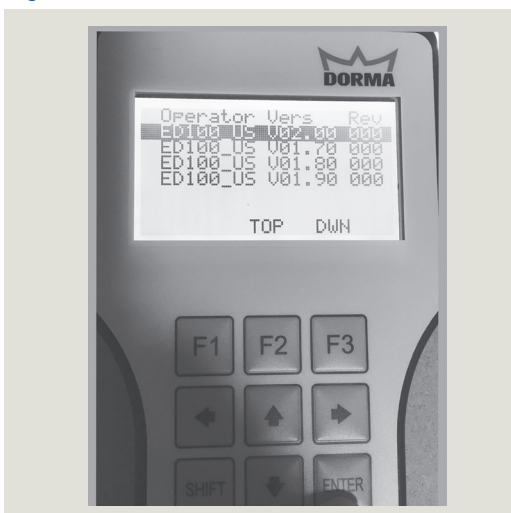 DORMA
Operator Vers Rev
ED100_US V02.00 000
ED100_US V01.70 000
ED100_US V01.80 000
ED100_US V01.90 000
TOP DWN
F1 F2 F3
SHIFT ENTER